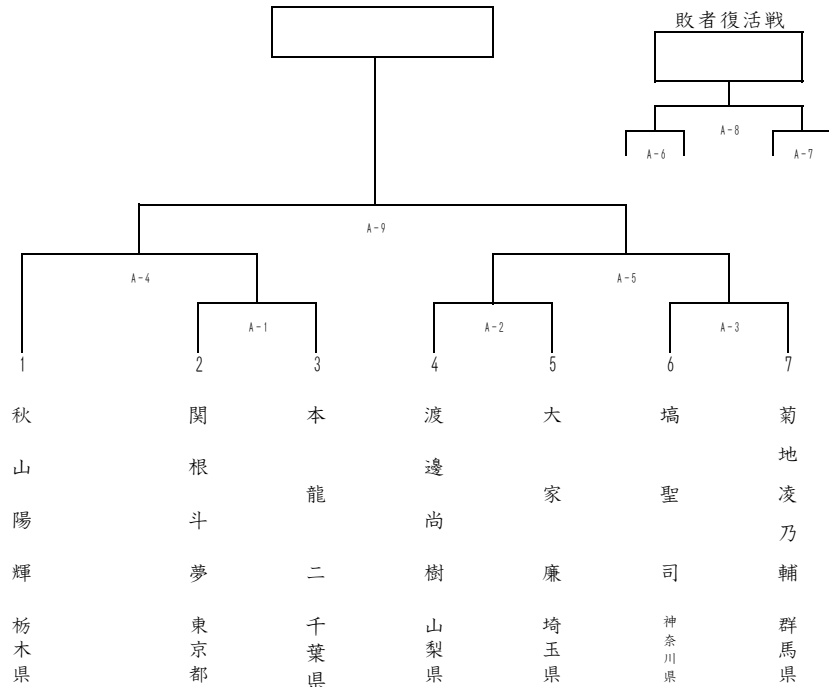 敗者復活戦
A-8
A-6
A-7
A-9
A-4
A-5
A-1
A-2
A-3
1
2
3
4
5
6
7
秋山陽輝
関根斗夢
本龍二
渡邊尚樹
大家廉
塙聖司
菊地凌乃輔
栃木県
東京都
千葉県
山梨県
埼玉県
神奈川県
群馬県